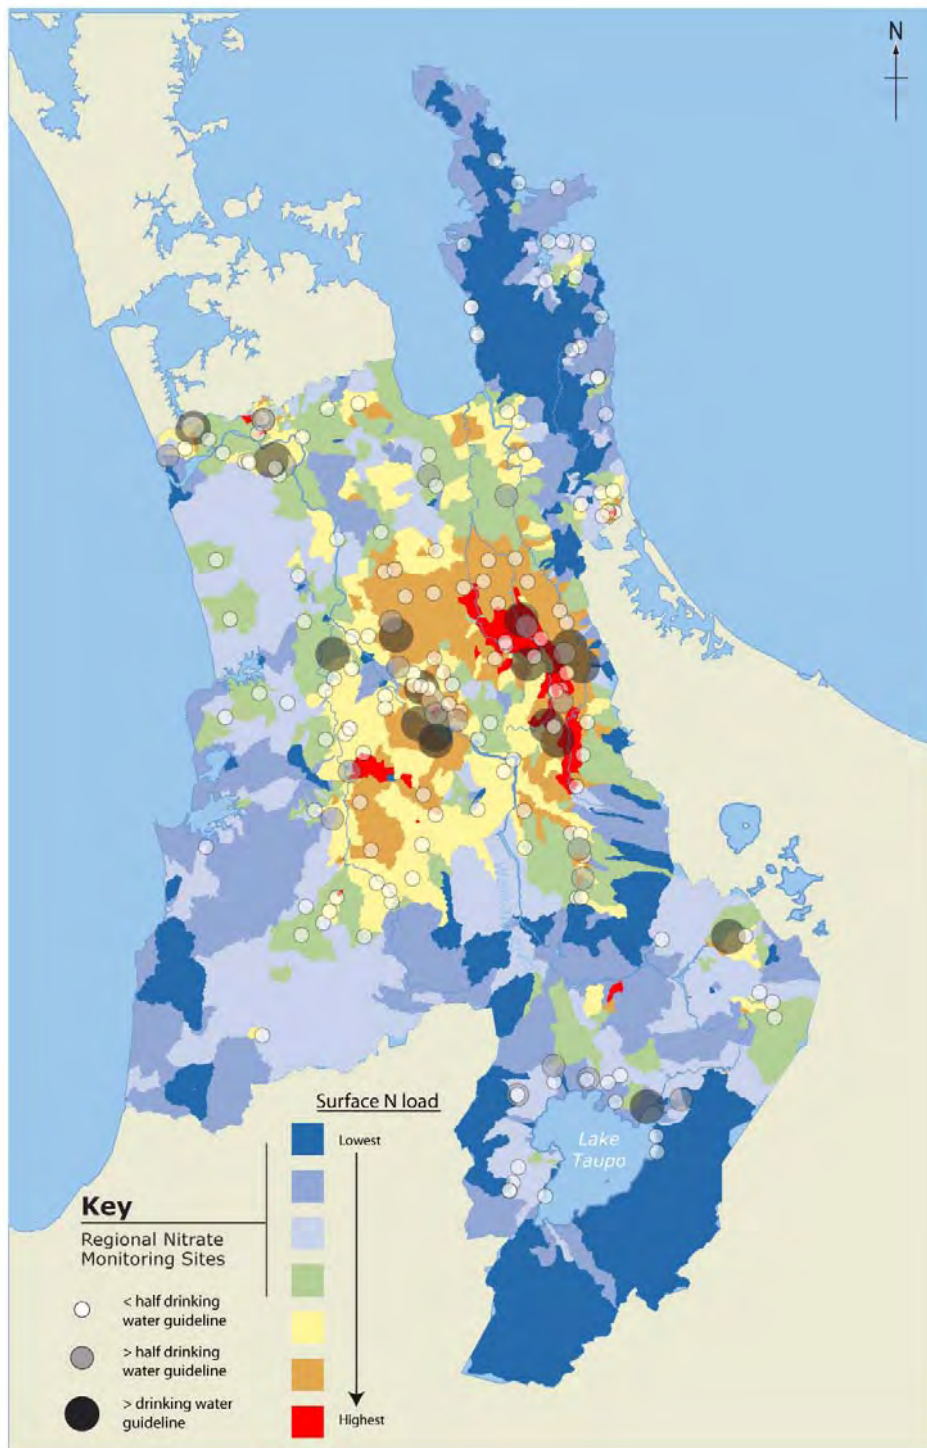 N
Surface N load
Lowest
Lake
Taupo
Key
Regional Nitrate
Monitoring Sites
< half drinking
water guideline
> half drinking
water guideline
> drinking water
guideline
Highest